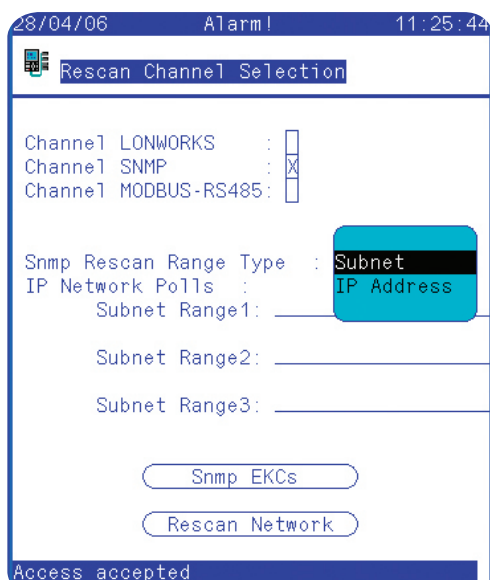 28/04/06 Alarm! 11:25:44
Rescan Channel Selection
Channel LONWORKS :
Channel SNMP : X
Channel MODBUS-RS485:
Snmp Rescan Range Type : Subnet
IP Network Polls : IP Address
Subnet Range1:
Subnet Range2:
Subnet Range3:
Snmp EKCs
Rescan Network
Access accepted